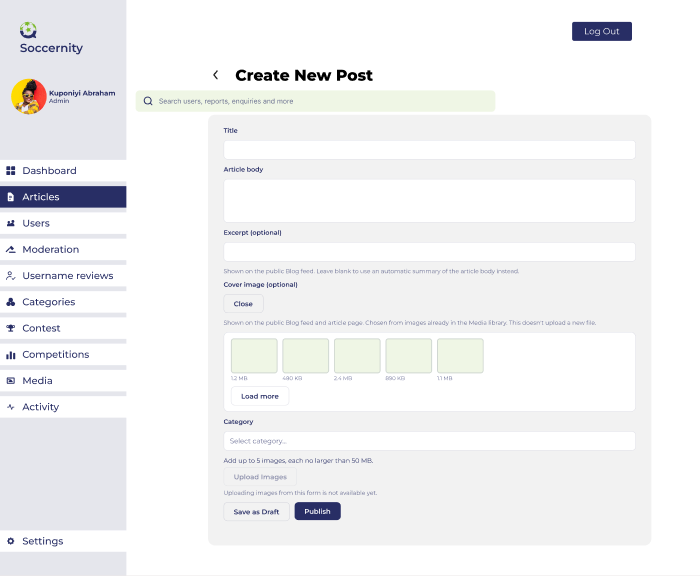 Soccernity
Log Out
Create New Post
Kuponiyi Abraham
Admin
Search users, reports, enquiries and more
Dashboard
Articles
Users
Moderation
Username reviews
Categories
Contest
Competitions
Media
Activity
Settings
Title
Article body
Excerpt (optional)
Shown on the public Blog feed. Leave blank to use an automatic summary of the article body instead.
Cover image (optional)
Close
Shown on the public Blog feed and article page. Chosen from images already in the Media library. This doesn't upload a new file.
1.2 MB 480 KB 2.4 MB 890 KB 1.1 MB
Load more
Category
Select category...
Add up to 5 images, each no larger than 50 MB.
Upload Images
Uploading images from this form is not available yet.
Save as Draft Publish